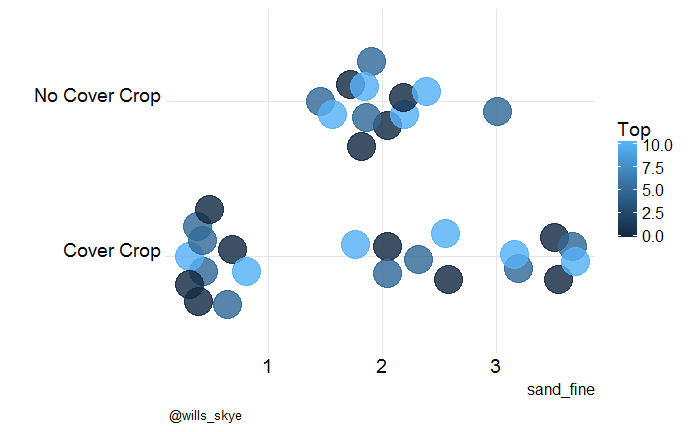 No Cover Crop
Cover Crop
Top
10.0
7.5
5.0
2.5
0.0
1 2 3
sand_fine
@wills_skye